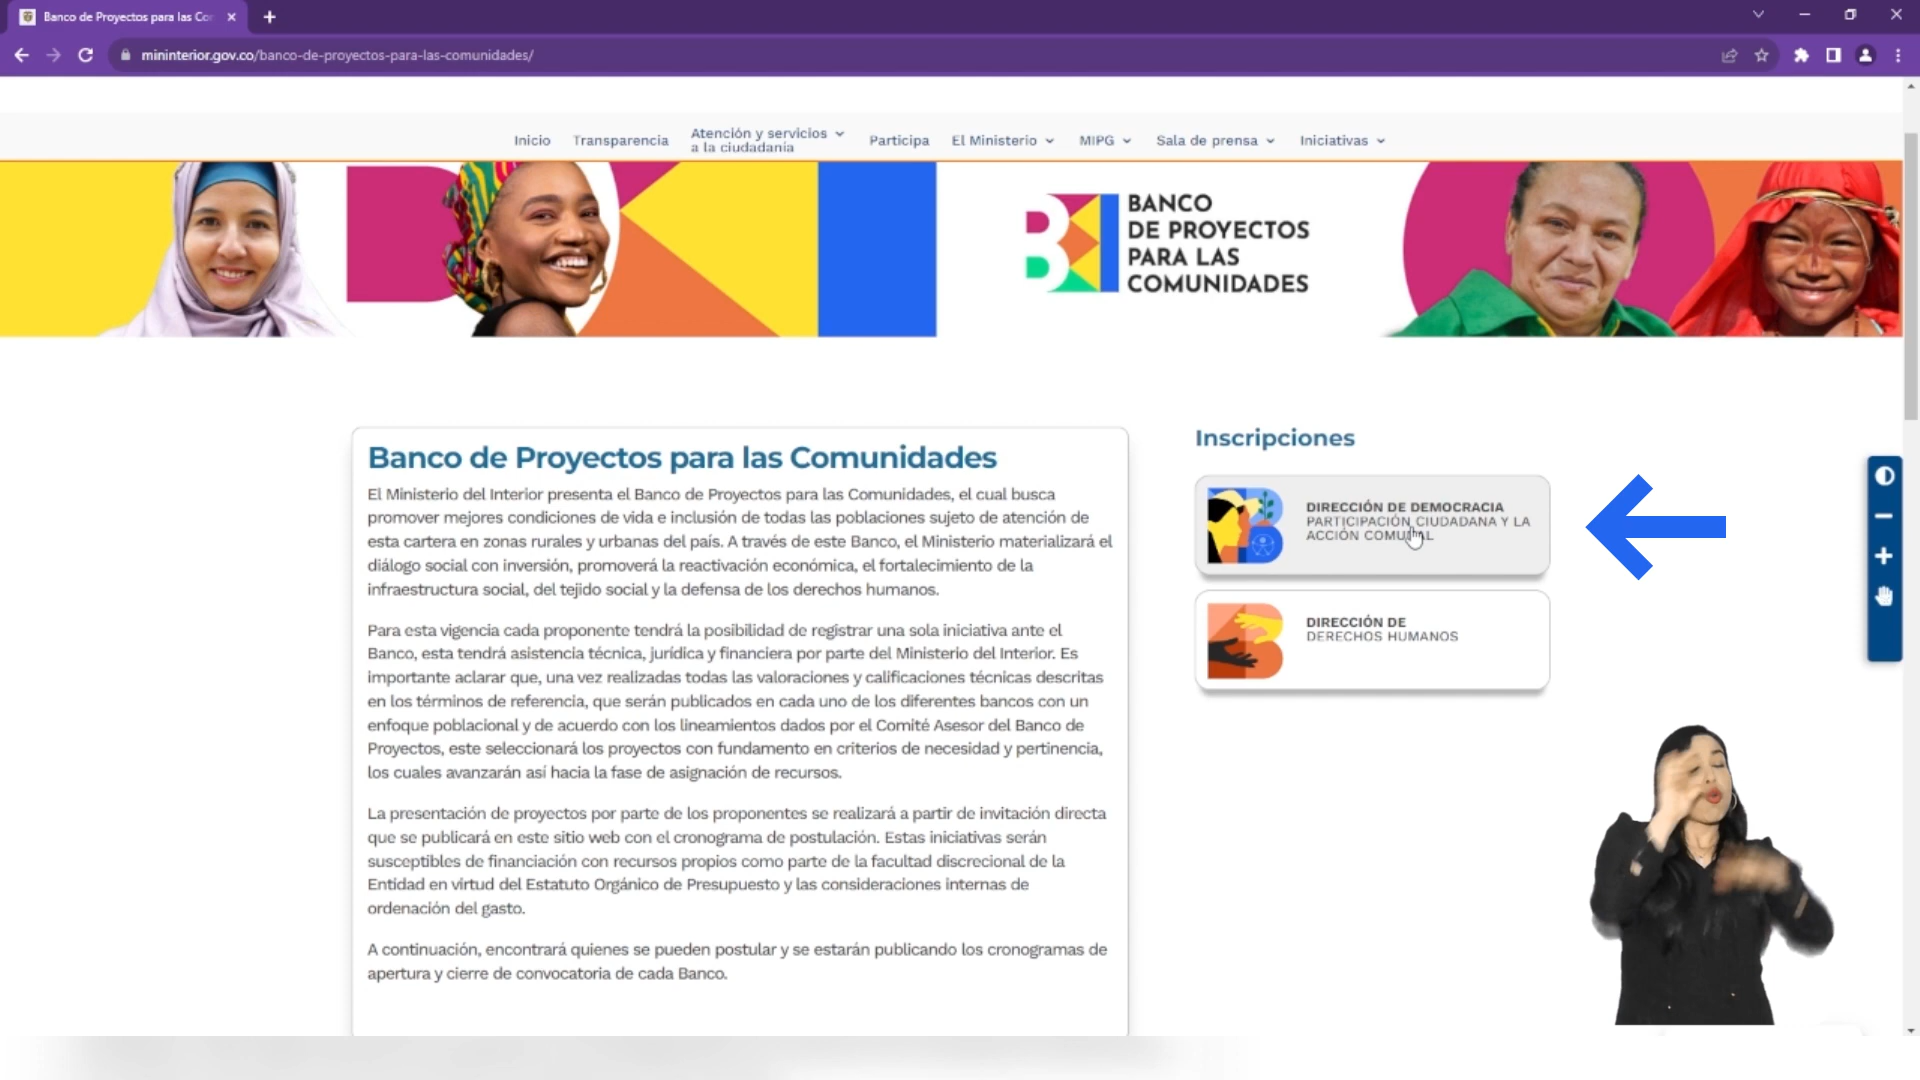 Banco de Proyectos para las Co
mininterior.gov.co/banco-de-proyectos-para-las-comunidades/
Inicio
Transparencia
Atención y servicios
a la ciudadanía
Participa
El Ministerio
MIPG
Sala de prensa
Iniciativas
BANCO
DE PROYECTOS
PARA LAS
COMUNIDADES
Banco de Proyectos para las Comunidades
El Ministerio del Interior presenta el Banco de Proyectos para las Comunidades, el cual busca
promover mejores condiciones de vida e inclusión de todas las poblaciones sujeto de atención de
esta cartera en zonas rurales y urbanas del país. A través de este Banco, el Ministerio materializará el
diálogo social con inversión, promoverá la reactivación económica, el fortalecimiento de la
infraestructura social, del tejido social y la defensa de los derechos humanos.
Para esta vigencia cada proponente tendrá la posibilidad de registrar una sola iniciativa ante el
Banco, esta tendrá asistencia técnica, jurídica y financiera por parte del Ministerio del Interior. Es
importante aclarar que, una vez realizadas todas las valoraciones y calificaciones técnicas descritas
en los términos de referencia, que serán publicados en cada uno de los diferentes bancos con un
enfoque poblacional y de acuerdo con los lineamientos dados por el Comité Asesor del Banco de
Proyectos, este seleccionará los proyectos con fundamento en criterios de necesidad y pertinencia,
los cuales avanzarán así hacia la fase de asignación de recursos.
La presentación de proyectos por parte de los proponentes se realizará a partir de invitación directa
que se publicará en este sitio web con el cronograma de postulación. Estas iniciativas serán
susceptibles de financiación con recursos propios como parte de la facultad discrecional de la
Entidad en virtud del Estatuto Orgánico de Presupuesto y las consideraciones internas de
ordenación del gasto.
A continuación, encontrará quienes se pueden postular y se estarán publicando los cronogramas de
apertura y cierre de convocatoria de cada Banco.
Inscripciones
DIRECCIÓN DE DEMOCRACIA
PARTICIPACIÓN CIUDADANA Y LA
ACCIÓN COMUNAL
DIRECCIÓN DE
DERECHOS HUMANOS